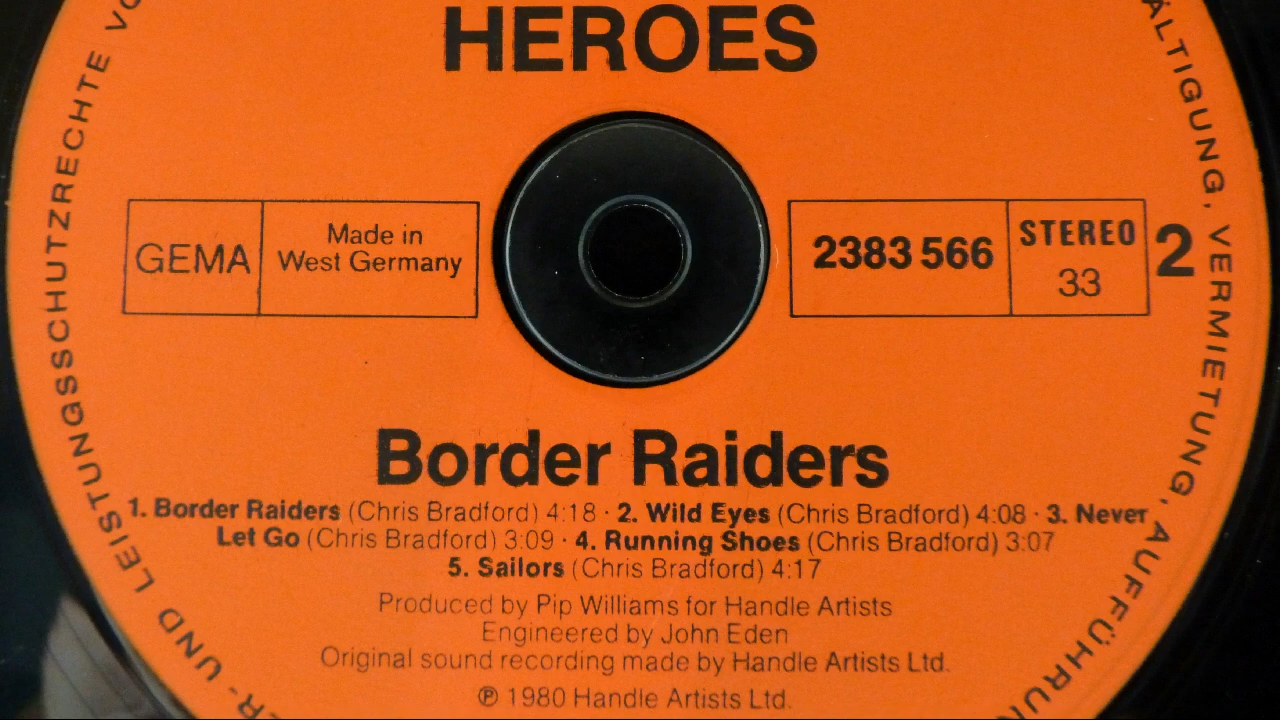 HEROES
GEMA
Made in
West Germany
2383 566
STEREO
33
2
Border Raiders
1. Border Raiders (Chris Bradford) 4:18 · 2. Wild Eyes (Chris Bradford) 4:08 · 3. Never
Let Go (Chris Bradford) 3:09 · 4. Running Shoes (Chris Bradford) 3:07
5. Sailors (Chris Bradford) 4:17
Produced by Pip Williams for Handle Artists
Engineered by John Eden
Original sound recording made by Handle Artists Ltd.
℗ 1980 Handle Artists Ltd.
UND LEISTUNGSSCHUTZRECHTE
ÄLTIGUNG, VERMIETUNG, AUFFÜHRUN